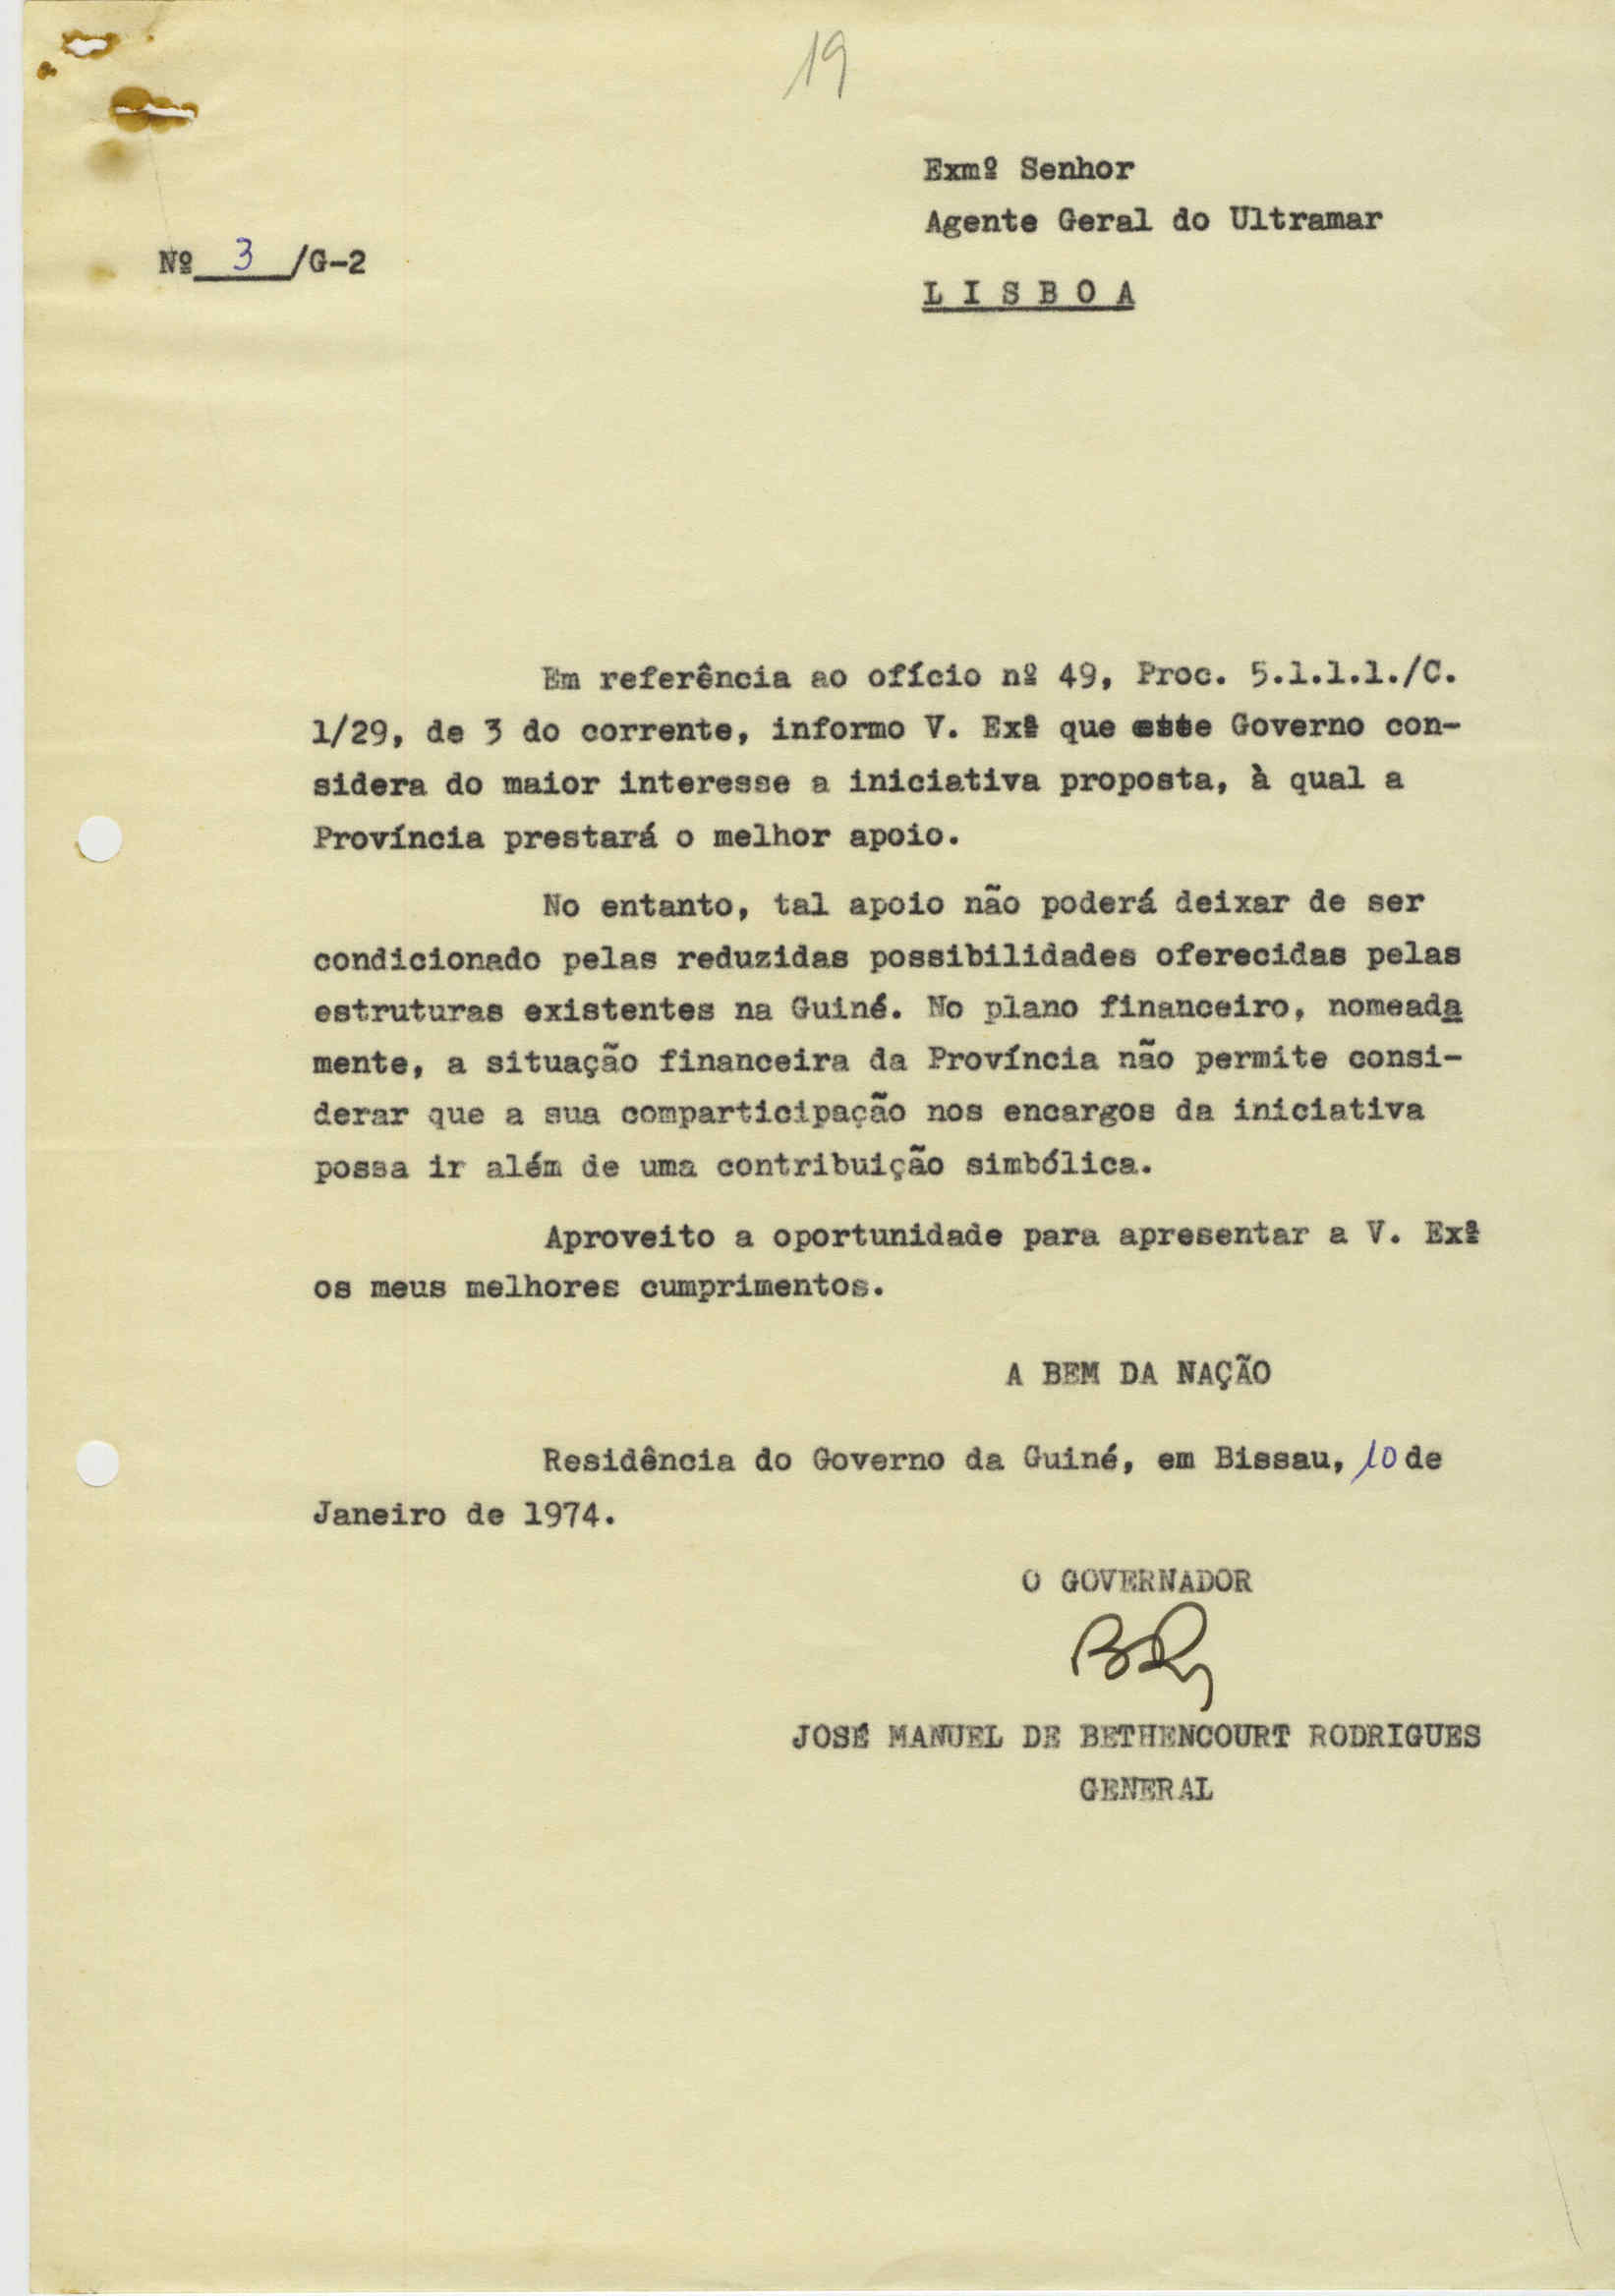 19
Exmº Senhor
Agente Geral do Ultramar
Nº 3 /G-2
L I S B O A
Em referência ao ofício nº 49, Proc. 5.1.1.1./C.
1/29, de 3 do corrente, informo V. Exª que este Governo con-
sidera do maior interesse a iniciativa proposta, à qual a
Província prestará o melhor apoio.
No entanto, tal apoio não poderá deixar de ser
condicionado pelas reduzidas possibilidades oferecidas pelas
estruturas existentes na Guiné. No plano financeiro, nomeada
mente, a situação financeira da Província não permite consi-
derar que a sua comparticipação nos encargos da iniciativa
possa ir além de uma contribuição simbólica.
Aproveito a oportunidade para apresentar a V. Exª
os meus melhores cumprimentos.
A BEM DA NAÇÃO
Residência do Governo da Guiné, em Bissau, 10 de
Janeiro de 1974.
O GOVERNADOR
JOSÉ MANUEL DE BETHENCOURT RODRIGUES
GENERAL